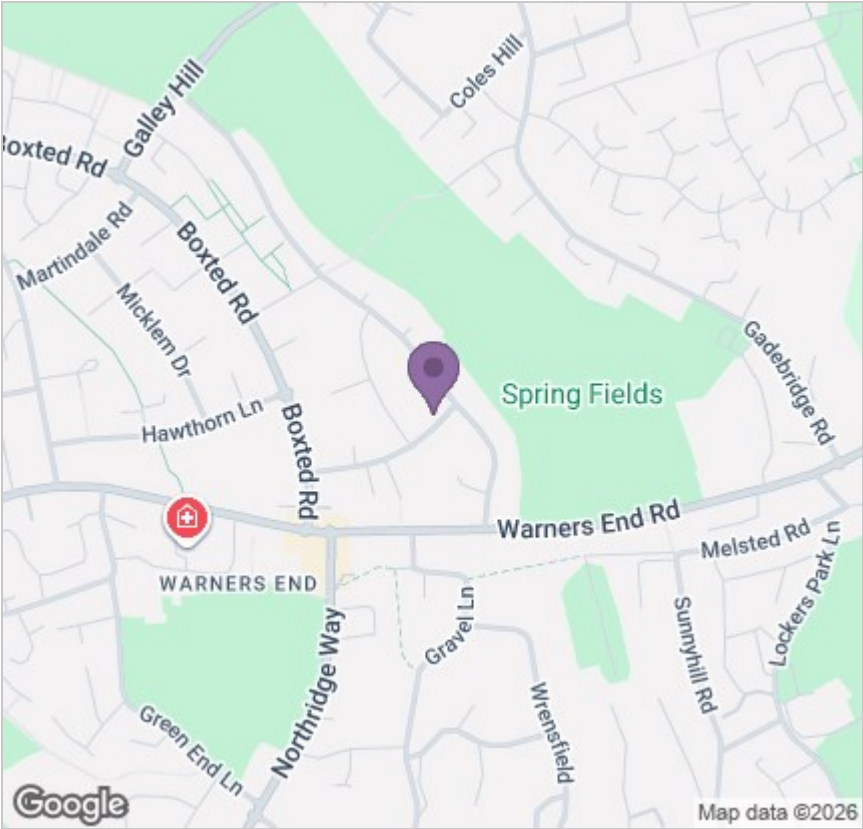 Coles Hill
Galley Hill
Boxted Rd
Martindale Rd
Boxted Rd
Micklem Dr
Gadebridge Rd
Spring Fields
Hawthorn Ln
Boxted Rd
Warners End Rd
Melsted Rd
WARNERS END
Gravel Ln
Lockers Park Ln
Sunnyhill Rd
Northridge Way
Wrensfield
Green End Ln
Google
Map data ©2026